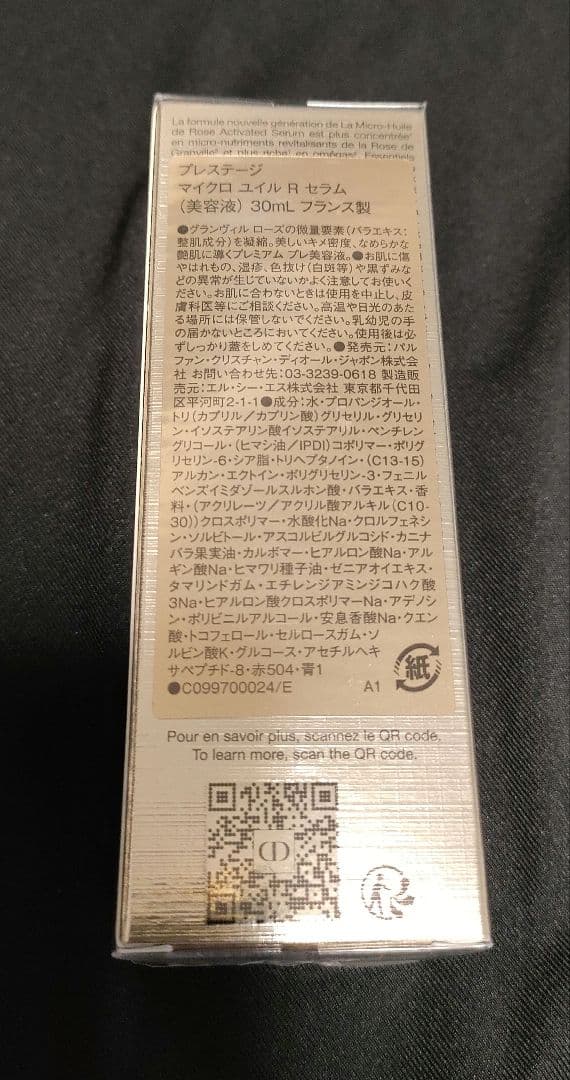 La formule nouvelle génération de La Micro-Huile
de Rose Activated Serum est plus concentrée¹
en micro-nutriments revitalisants de la Rose de
Granville² et plus riche¹ en omégas³. Essentiels
プレステージ
マイクロ ユイル R セラム
(美容液) 30mL フランス製
●グランヴィル ローズの微量要素(バラエキス:
整肌成分)を凝縮。美しいキメ密度、なめらかな
艶肌に導くプレミアム プレ美容液。●お肌に傷
やはれもの、湿疹、色抜け(白斑等)や黒ずみな
どの異常が生じていないかよく注意してお使いく
ださい。お肌に合わないときは使用を中止し、皮
膚科医等にご相談ください。高温や日光のあた
る場所には保管しないでください。乳幼児の手
の届かないところにおいてください。使用後は必
ずしっかり蓋をしめてください。●発売元:パル
ファン・クリスチャン・ディオール・ジャポン株式会
社 お問い合わせ先:03-3239-0618 製造販
売元:エル・シー・エス株式会社 東京都千代田
区平河町2-1-1●成分:水・プロパンジオール・
トリ(カプリル/カプリン酸)グリセリル・グリセリ
ン・イソステアリン酸イソステアリル・ペンチレン
グリコール・(ヒマシ油/IPDI)コポリマー・ポリグ
リセリン-6・シア脂・トリヘプタノイン・(C13-15)
アルカン・エクトイン・ポリグリセリン-3・フェニル
ベンズイミダゾールスルホン酸・バラエキス・香
料・(アクリレーツ/アクリル酸アルキル(C10-
30))クロスポリマー・水酸化Na・クロルフェネシ
ン・ソルビトール・アスコルビルグルコシド・カニナ
バラ果実油・カルボマー・ヒアルロン酸Na・アル
ギン酸Na・ヒマワリ種子油・ゼニアオイエキス・
タマリンドガム・エチレンジアミンジコハク酸
3Na・ヒアルロン酸クロスポリマーNa・アデノシ
ン・ポリビニルアルコール・安息香酸Na・クエン
酸・トコフェロール・セルロースガム・ソ
ルビン酸K・グルコース・アセチルヘキ
サペプチド-8・赤504・青1
●C099700024/E A1
紙
Pour en savoir plus, scannez le QR code.
To learn more, scan the QR code.
CD